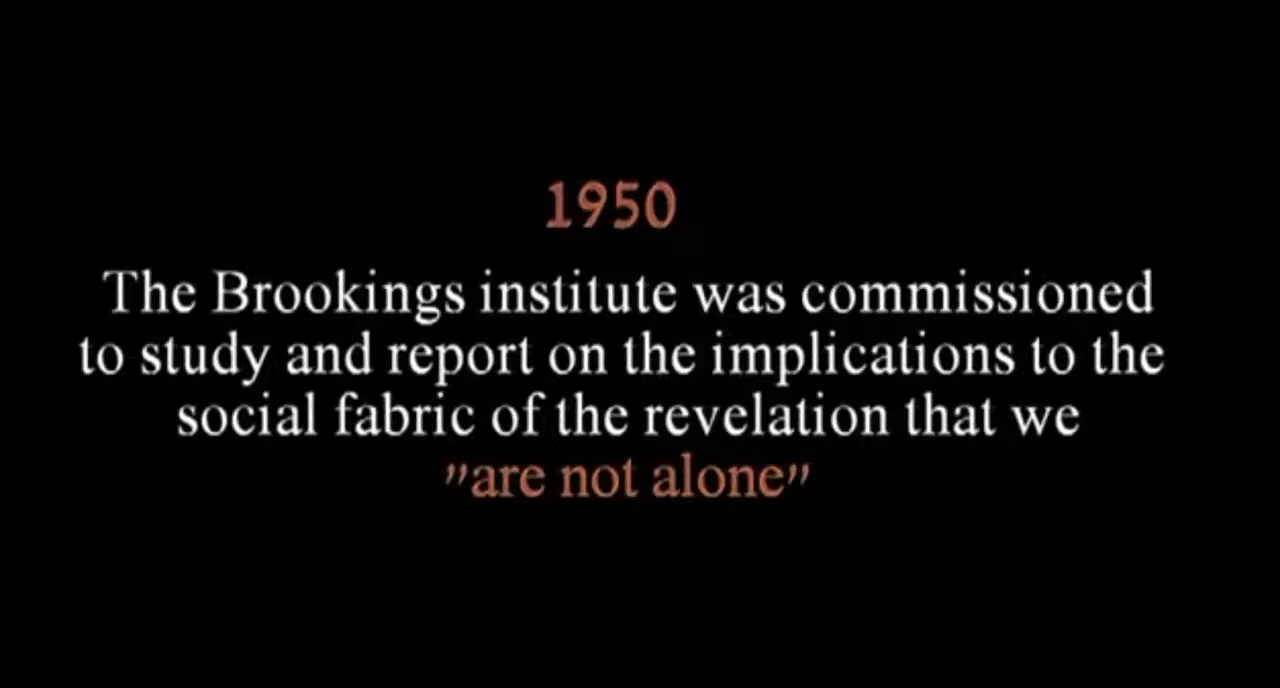 1950
The Brookings institute was commissioned
to study and report on the implications to the
social fabric of the revelation that we
"are not alone"